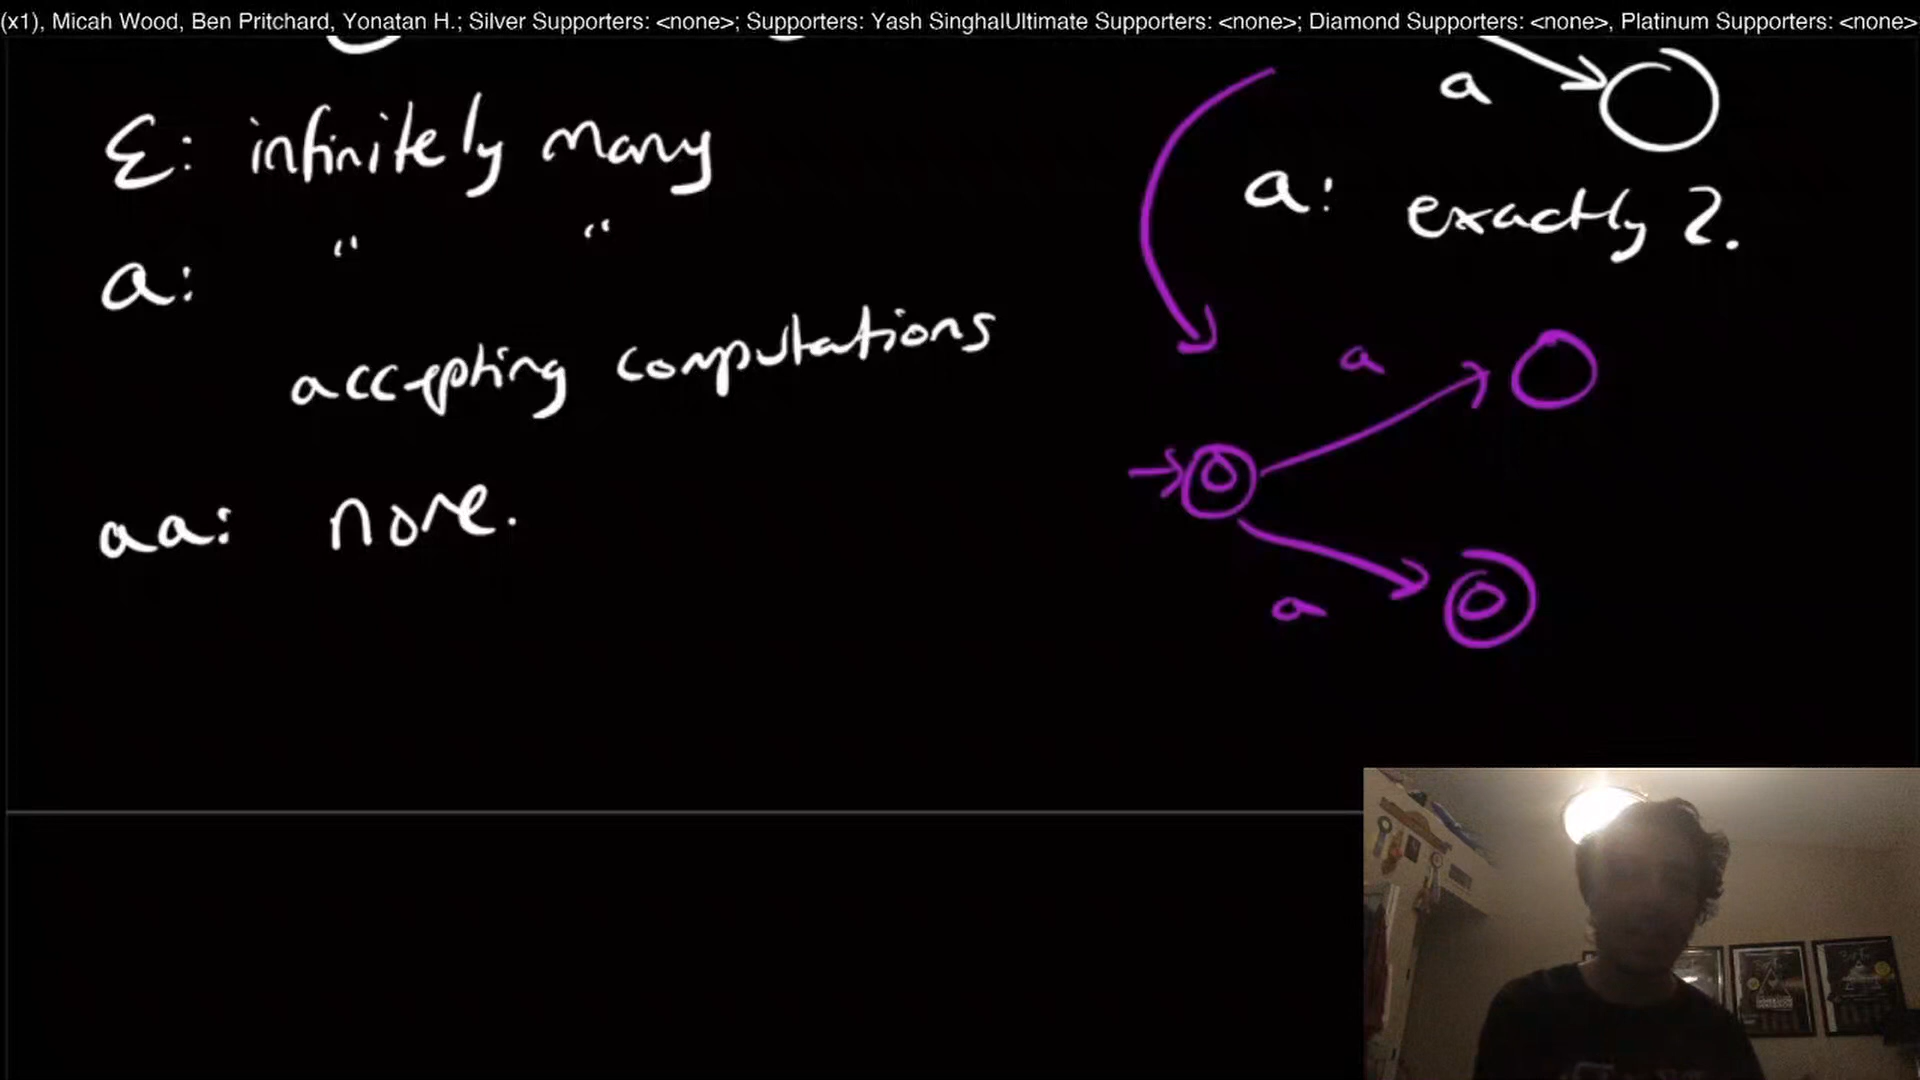 (x1), Micah Wood, Ben Pritchard, Yonatan H.; Silver Supporters: <none>; Supporters: Yash SinghalUltimate Supporters: <none>; Diamond Supporters: <none>, Platinum Supporters: <none>
a
ε: infinitely many
a: exactly 2.
a: " "
accepting computations
a
aa: none.
a